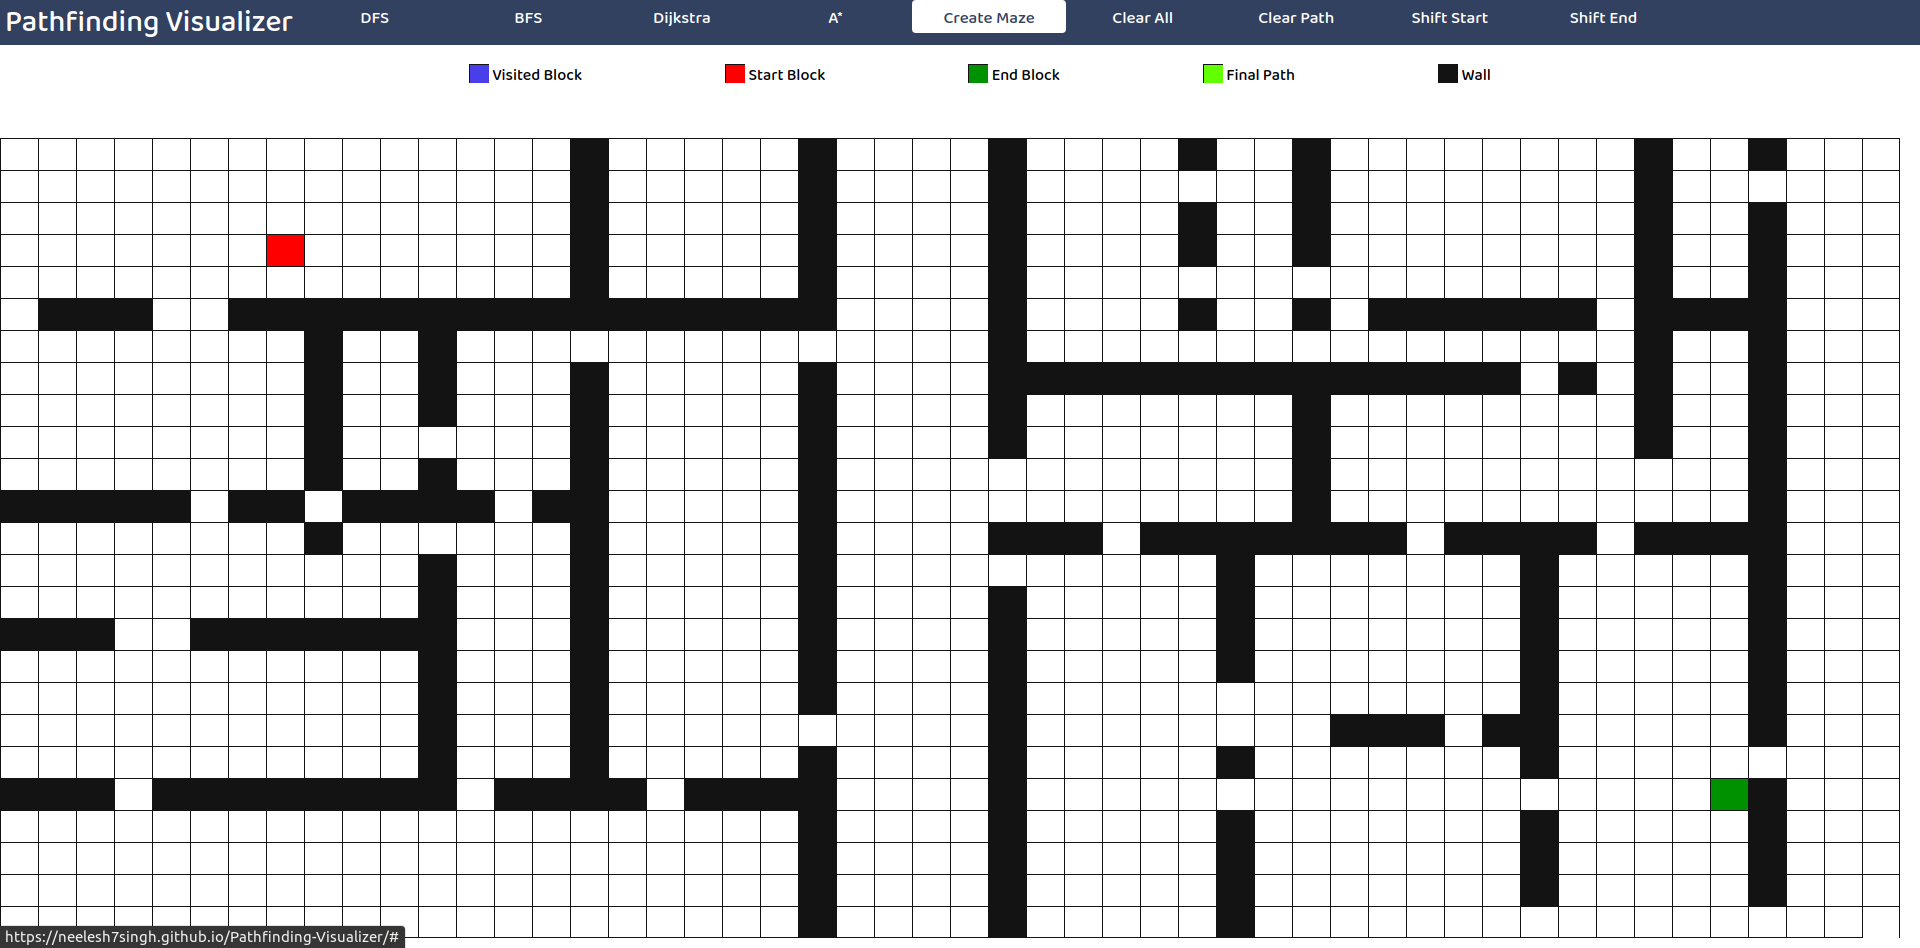 Pathfinding Visualizer DFS BFS Dijkstra A* Create Maze Clear All Clear Path Shift Start Shift End
Visited Block Start Block End Block Final Path Wall
https://neelesh7singh.github.io/Pathfinding-Visualizer/#